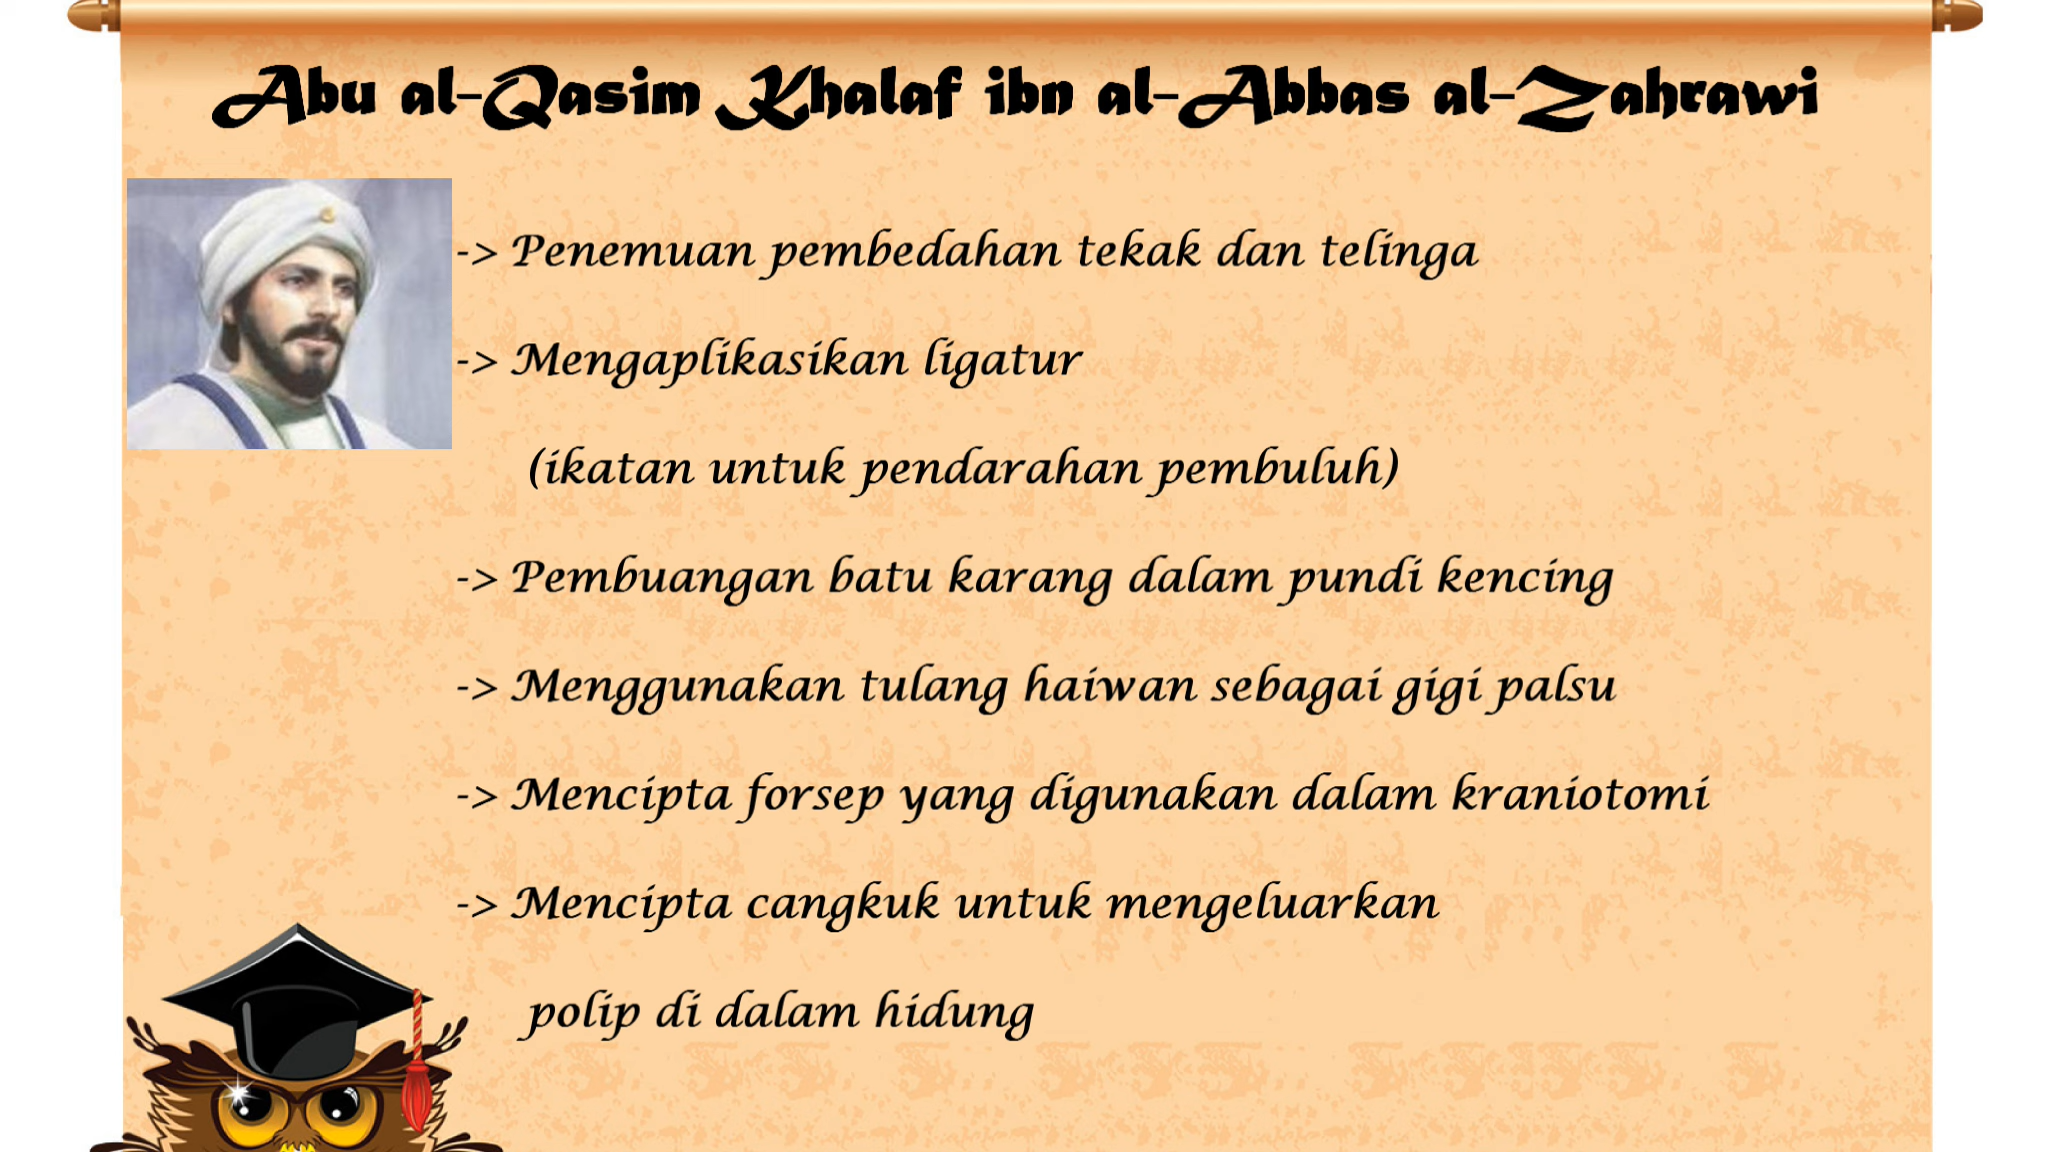 Abu al-Qasim Khalaf ibn al-Abbas al-Zahrawi
-> Penemuan pembedahan tekak dan telinga
-> Mengaplikasikan ligatur
(ikatan untuk pendarahan pembuluh)
-> Pembuangan batu karang dalam pundi kencing
-> Menggunakan tulang haiwan sebagai gigi palsu
-> Mencipta forsep yang digunakan dalam kraniotomi
-> Mencipta cangkuk untuk mengeluarkan
polip di dalam hidung